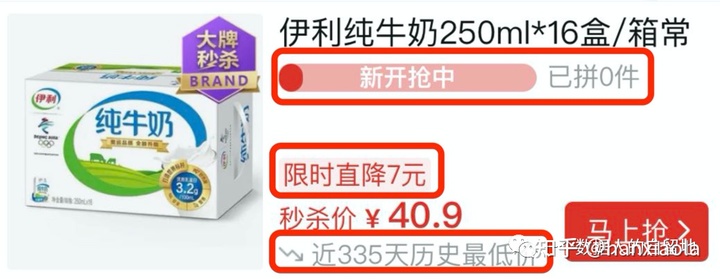 伊利纯牛奶250ml*16盒/箱常
大牌
秒杀
BRAND
新开抢中
已拼0件
伊利
纯牛奶
3.2g
限时直降7元
秒杀价 ¥40.9
马上抢 >
近335天历史最低价
知乎 @hanxiaota